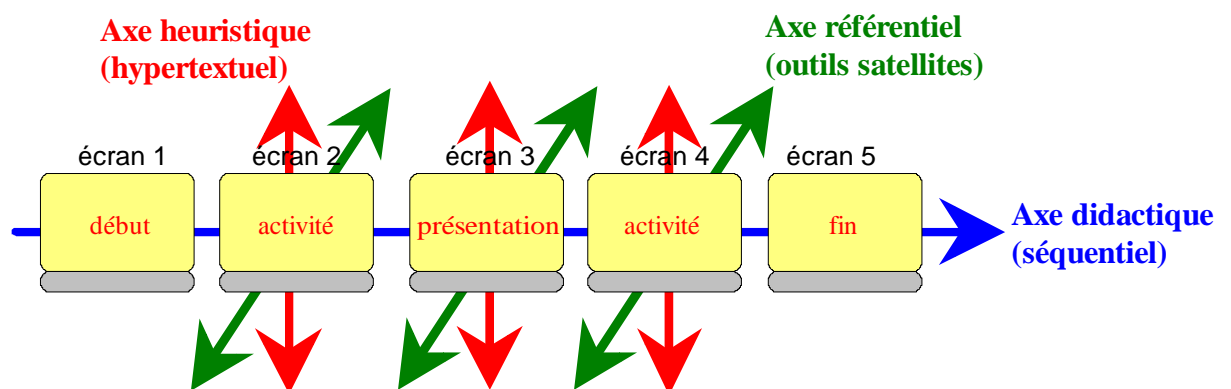 Axe heuristique
(hypertextuel)
Axe référentiel
(outils satellites)
écran 1
écran 2
écran 3
écran 4
écran 5
début
activité
présentation
activité
fin
Axe didactique
(séquentiel)